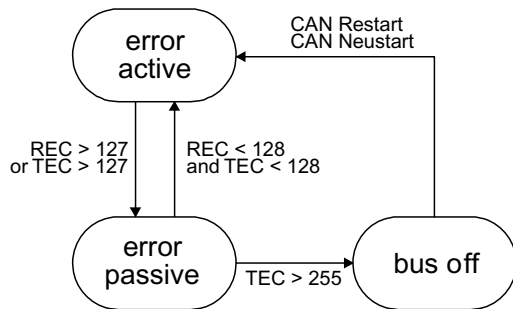 error
active
CAN Restart
CAN Neustart
REC > 127
or TEC > 127
REC < 128
and TEC < 128
error
passive
TEC > 255
bus off